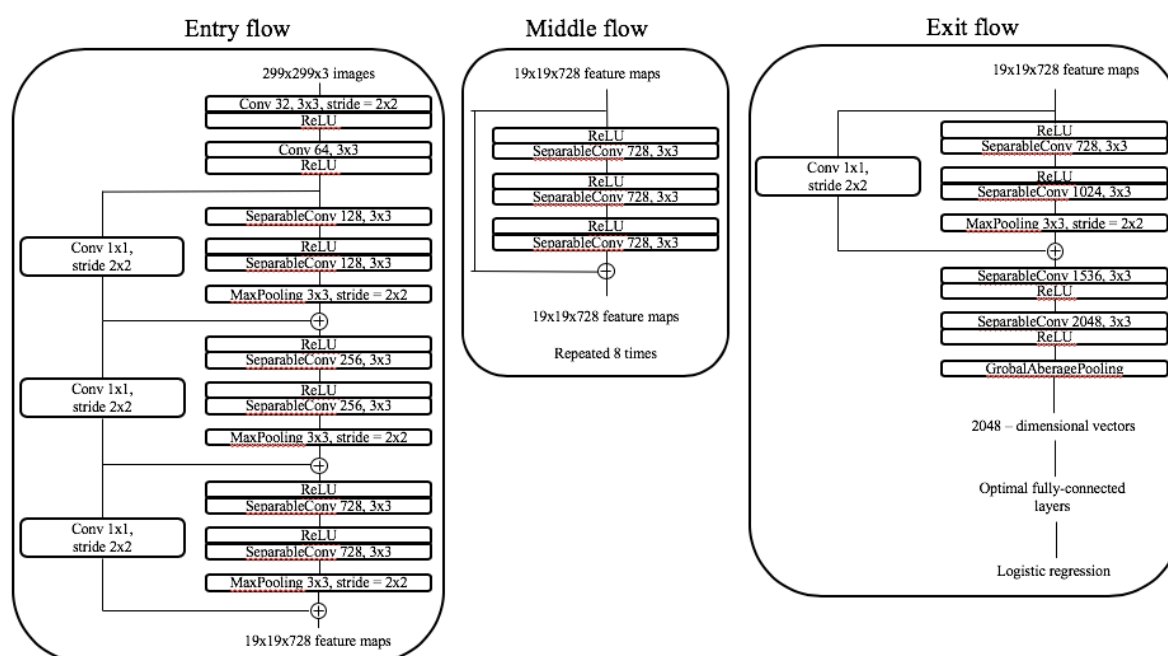 Entry flow
299x299x3 images
Conv 32, 3x3, stride = 2x2
ReLU
Conv 64, 3x3
ReLU
SeparableConv 128, 3x3
Conv 1x1,
stride 2x2
ReLU
SeparableConv 128, 3x3
MaxPooling 3x3, stride = 2x2
ReLU
SeparableConv 256, 3x3
Conv 1x1,
stride 2x2
ReLU
SeparableConv 256, 3x3
MaxPooling 3x3, stride = 2x2
ReLU
SeparableConv 728, 3x3
Conv 1x1,
stride 2x2
ReLU
SeparableConv 728, 3x3
MaxPooling 3x3, stride = 2x2
19x19x728 feature maps
Middle flow
19x19x728 feature maps
ReLU
SeparableConv 728, 3x3
ReLU
SeparableConv 728, 3x3
ReLU
SeparableConv 728, 3x3
19x19x728 feature maps
Repeated 8 times
Exit flow
19x19x728 feature maps
ReLU
SeparableConv 728, 3x3
Conv 1x1,
stride 2x2
ReLU
SeparableConv 1024, 3x3
MaxPooling 3x3, stride = 2x2
SeparableConv 1536, 3x3
ReLU
SeparableConv 2048, 3x3
ReLU
GrobalAberagePooling
2048 – dimensional vectors
Optimal fully-connected
layers
Logistic regression